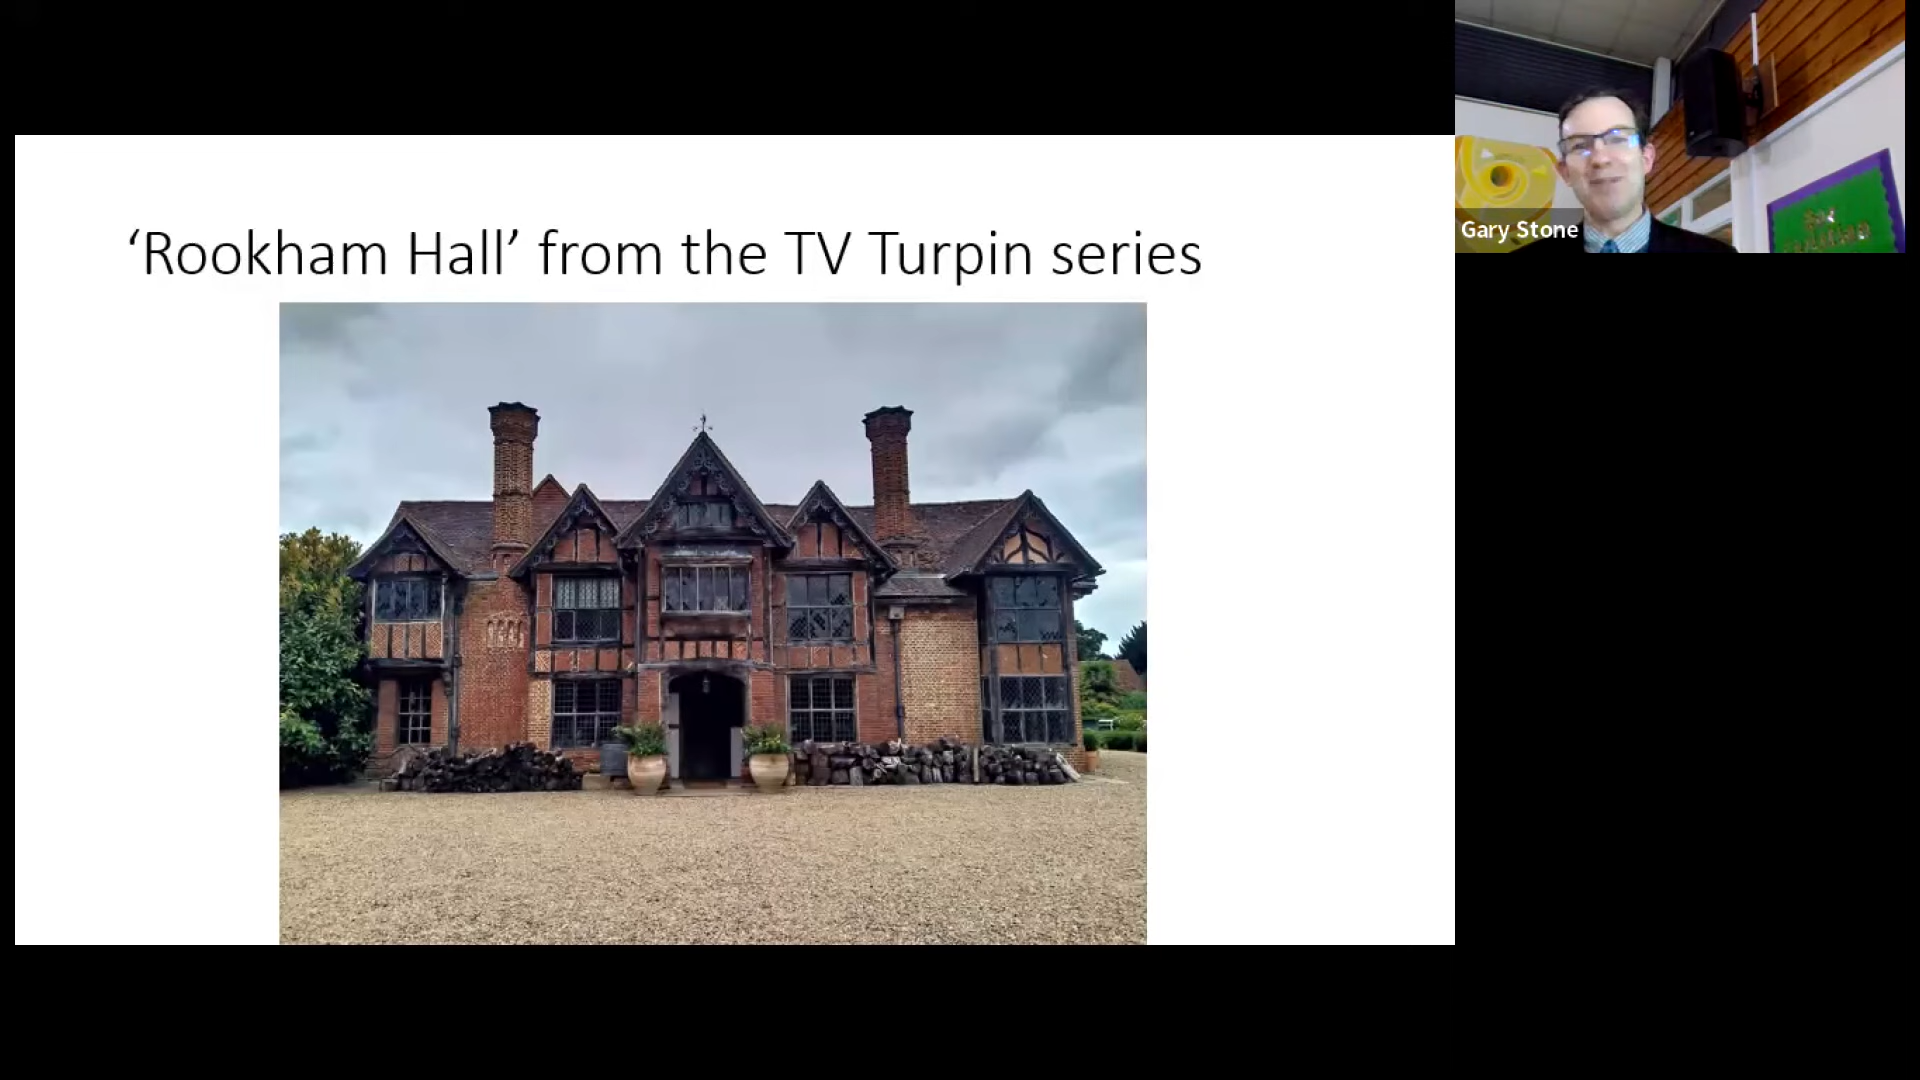 ‘Rookham Hall’ from the TV Turpin series
Gary Stone